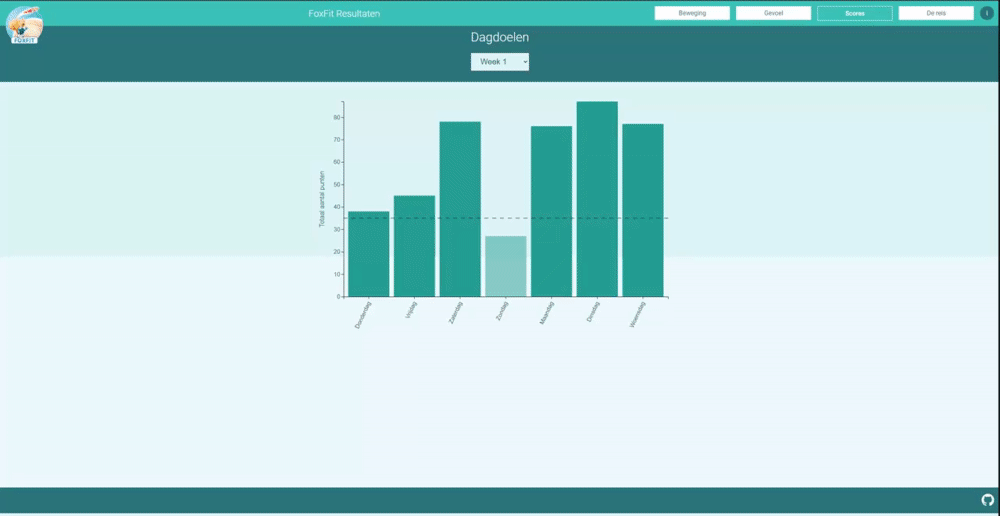 FOXFIT
FoxFit Resultaten
Beweging
Gevoel
Scores
De reis
i
Dagdoelen
Week 1
Totaal aantal punten
80
70
60
50
40
30
20
10
0
Donderdag
Vrijdag
Zaterdag
Zondag
Maandag
Dinsdag
Woensdag